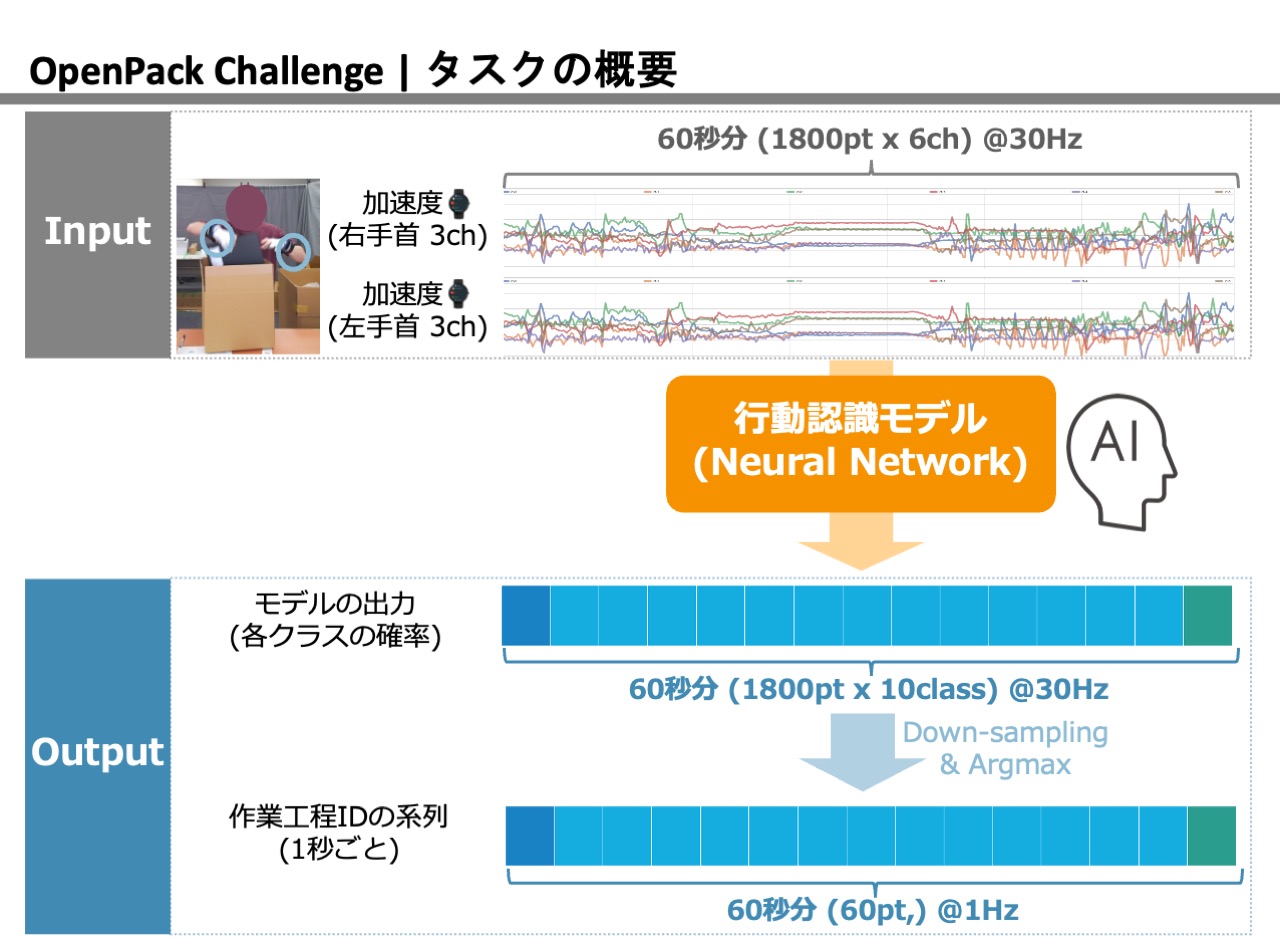 OpenPack Challenge | タスクの概要
Input
60秒分 (1800pt x 6ch) @30Hz
加速度
(右手首 3ch)
加速度
(左手首 3ch)
行動認識モデル
(Neural Network)
AI
Output
モデルの出力
(各クラスの確率)
60秒分 (1800pt x 10class) @30Hz
Down-sampling
& Argmax
作業工程IDの系列
(1秒ごと)
60秒分 (60pt,) @1Hz